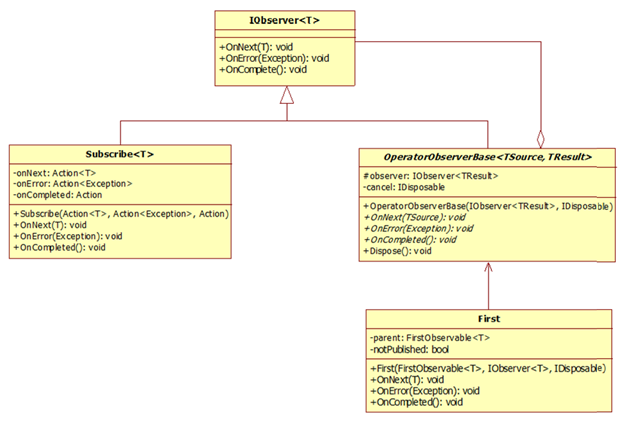 IObserver<T>
+OnNext(T): void
+OnError(Exception): void
+OnComplete(): void
Subscribe<T>
-onNext: Action<T>
-onError: Action<Exception>
-onCompleted: Action
+Subscribe(Action<T>, Action<Exception>, Action)
+OnNext(T): void
+OnError(Exception): void
+OnCompleted(): void
OperatorObserverBase<TSource, TResult>
#observer: IObserver<TResult>
-cancel: IDisposable
+OperatorObserverBase(IObserver<TResult>, IDisposable)
+OnNext(TSource): void
+OnError(Exception): void
+OnCompleted(): void
+Dispose(): void
First
-parent: FirstObservable<T>
-notPublished: bool
+First(FirstObservable<T>, IObserver<T>, IDisposable)
+OnNext(T): void
+OnError(Exception): void
+OnCompleted(): void